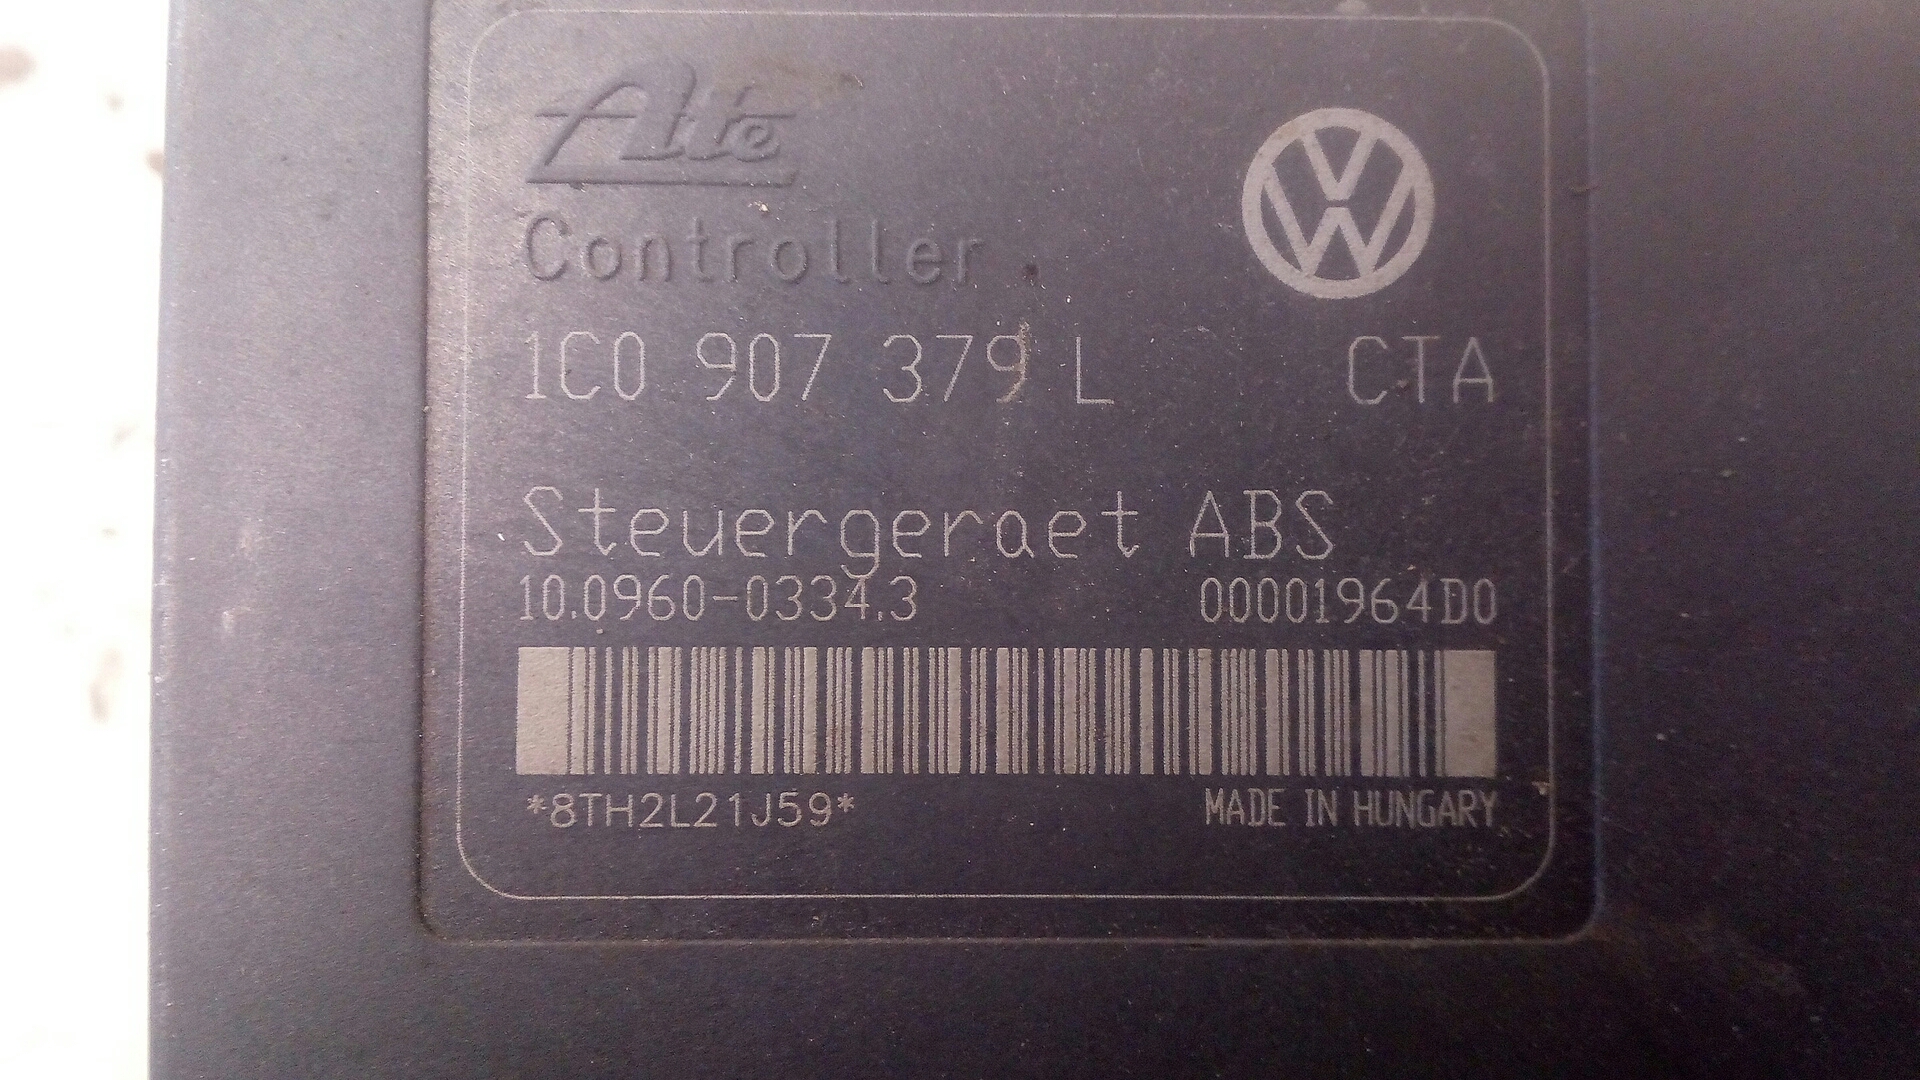 Ate
Controller
1C0 907 379 L CTA
Steuergeraet ABS
10.0960-0334.3 00001964D0
*8TH2L21J59* MADE IN HUNGARY